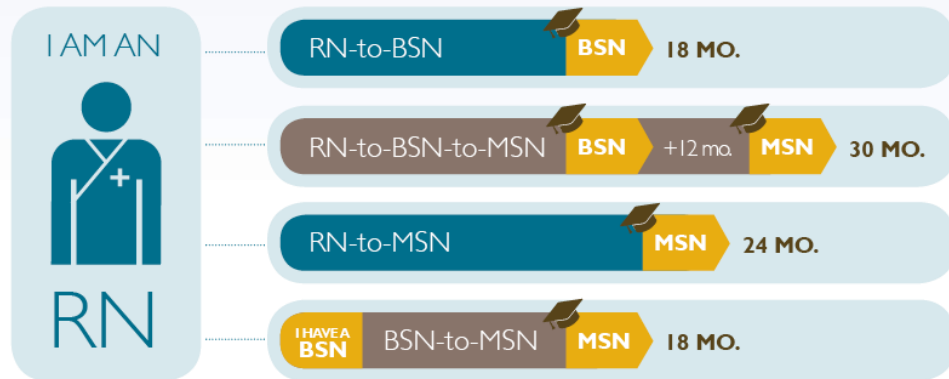 I AM AN
RN
RN-to-BSN BSN 18 MO.
RN-to-BSN-to-MSN BSN +12 mo. MSN 30 MO.
RN-to-MSN MSN 24 MO.
I HAVE A
BSN
BSN-to-MSN MSN 18 MO.